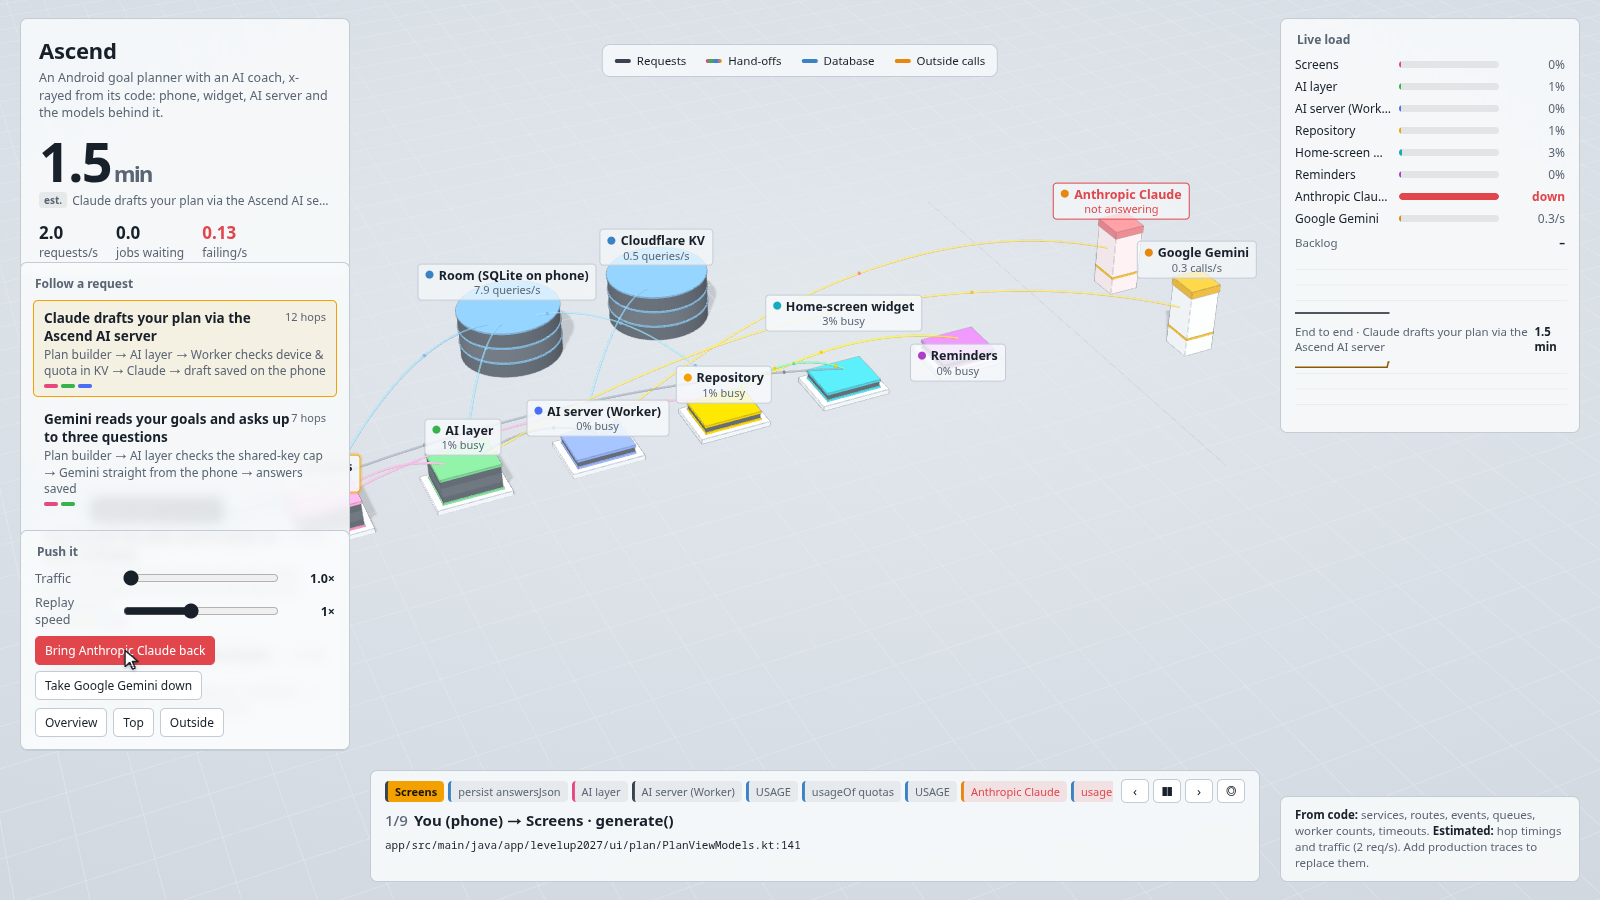 Ascend
An Android goal planner with an AI coach, x-
rayed from its code: phone, widget, AI server and
the models behind it.
1.5 min
est. Claude drafts your plan via the Ascend AI se...
2.0 0.0 0.13
requests/s jobs waiting failing/s
Follow a request
Claude drafts your plan via the 12 hops
Ascend AI server
Plan builder → AI layer → Worker checks device &
quota in KV → Claude → draft saved on the phone
Gemini reads your goals and asks up 7 hops
to three questions
Plan builder → AI layer checks the shared-key cap
→ Gemini straight from the phone → answers
saved
Push it
Traffic 1.0×
Replay
speed 1×
Bring Anthropic Claude back
Take Google Gemini down
Overview Top Outside
Requests Hand-offs Database Outside calls
Anthropic Claude
not answering
Cloudflare KV
0.5 queries/s
Google Gemini
0.3 calls/s
Room (SQLite on phone)
7.9 queries/s
Home-screen widget
3% busy
Reminders
0% busy
Repository
1% busy
AI server (Worker)
0% busy
AI layer
1% busy
s
Live load
Screens 0%
AI layer 1%
AI server (Work... 0%
Repository 1%
Home-screen ... 3%
Reminders 0%
Anthropic Clau... down
Google Gemini 0.3/s
Backlog –
End to end · Claude drafts your plan via the 1.5
Ascend AI server min
Screens persist answersJson AI layer AI server (Worker) USAGE usageOf quotas USAGE Anthropic Claude usage
1/9 You (phone) → Screens · generate()
app/src/main/java/app/levelup2027/ui/plan/PlanViewModels.kt:141
From code: services, routes, events, queues,
worker counts, timeouts. Estimated: hop timings
and traffic (2 req/s). Add production traces to
replace them.